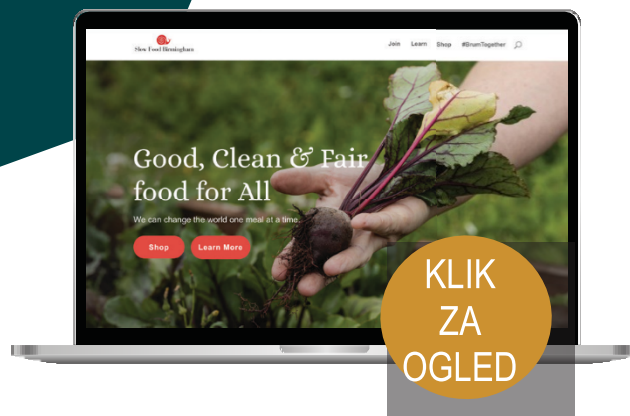 Slow Food Birmingham
Join Learn Shop #BrumTogether
Good, Clean & Fair
food for All
We can change the world one meal at a time.
Shop Learn More
KLIK
ZA
OGLED